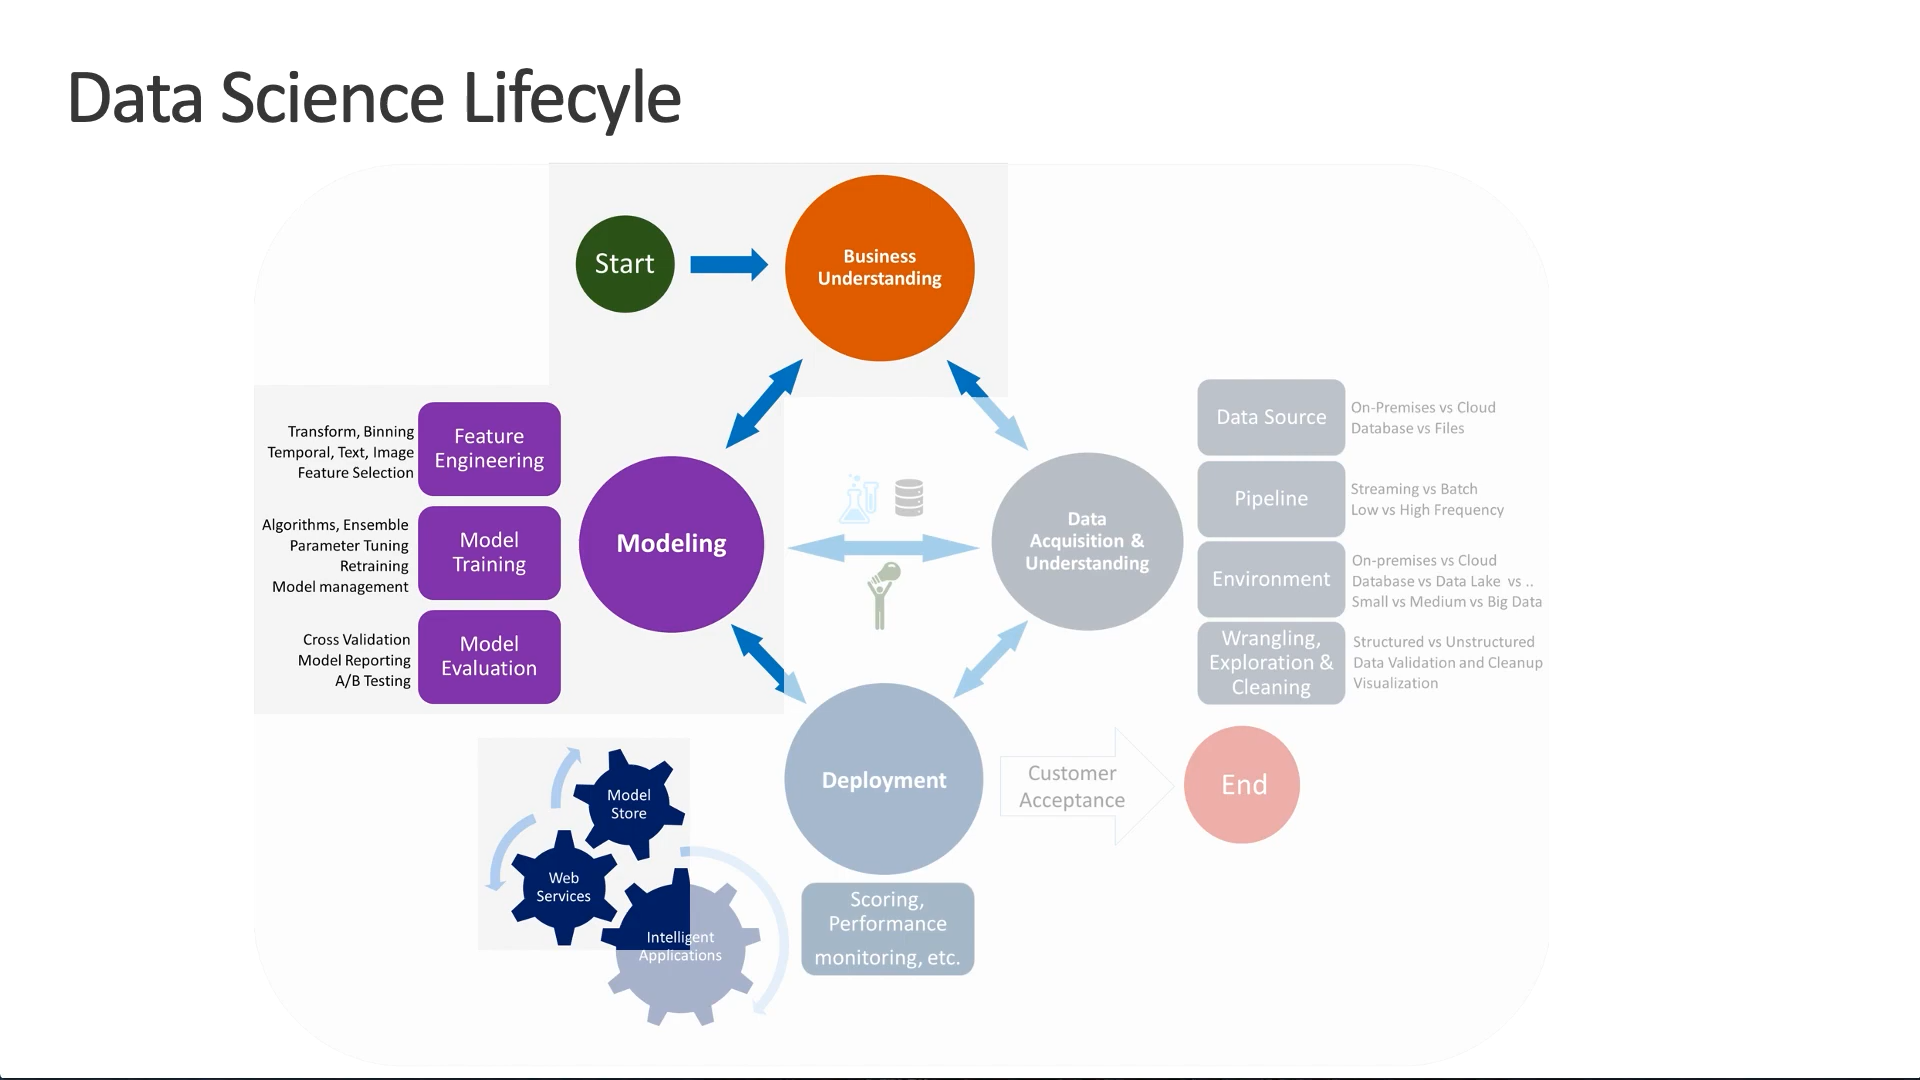 Data Science Lifecyle
Start
Business
Understanding
Transform, Binning
Temporal, Text, Image
Feature Selection
Feature
Engineering
Algorithms, Ensemble
Parameter Tuning
Retraining
Model management
Model
Training
Cross Validation
Model Reporting
A/B Testing
Model
Evaluation
Modeling
Data
Acquisition &
Understanding
Data Source
On-Premises vs Cloud
Database vs Files
Pipeline
Streaming vs Batch
Low vs High Frequency
Environment
On-premises vs Cloud
Database vs Data Lake vs ..
Small vs Medium vs Big Data
Wrangling,
Exploration &
Cleaning
Structured vs Unstructured
Data Validation and Cleanup
Visualization
Model
Store
Web
Services
Intelligent
Applications
Deployment
Customer
Acceptance
End
Scoring,
Performance
monitoring, etc.